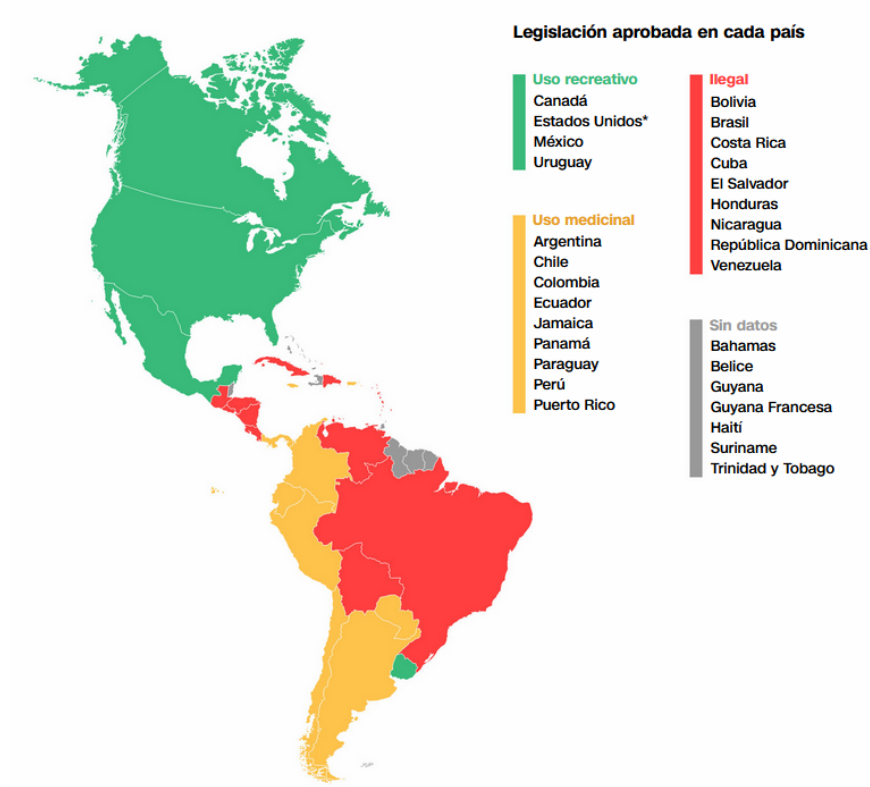 Legislación aprobada en cada país
Uso recreativo
Canadá
Estados Unidos*
México
Uruguay
Uso medicinal
Argentina
Chile
Colombia
Ecuador
Jamaica
Panamá
Paraguay
Perú
Puerto Rico
Ilegal
Bolivia
Brasil
Costa Rica
Cuba
El Salvador
Honduras
Nicaragua
República Dominicana
Venezuela
Sin datos
Bahamas
Belice
Guyana
Guyana Francesa
Haití
Suriname
Trinidad y Tobago